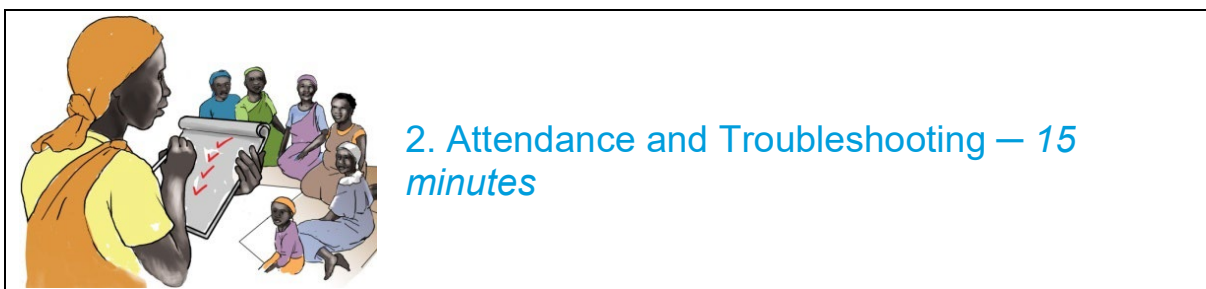 2. Attendance and Troubleshooting — 15
minutes